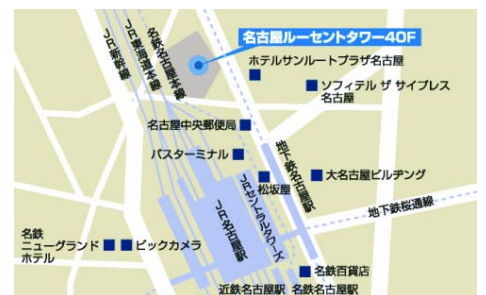 名古屋ルーセントタワー40F
JR新幹線
JR東海道本線
名鉄名古屋本線
ホテルサンルートプラザ名古屋
ソフィテル ザ サイプレス
名古屋
名古屋中央郵便局
バスターミナル
地下鉄名古屋駅
松坂屋
大名古屋ビルヂング
JRセントラルタワーズ
JR名古屋駅
地下鉄桜通線
名鉄
ニューグランド
ホテル
ビックカメラ
名鉄百貨店
近鉄名古屋駅
名鉄名古屋駅